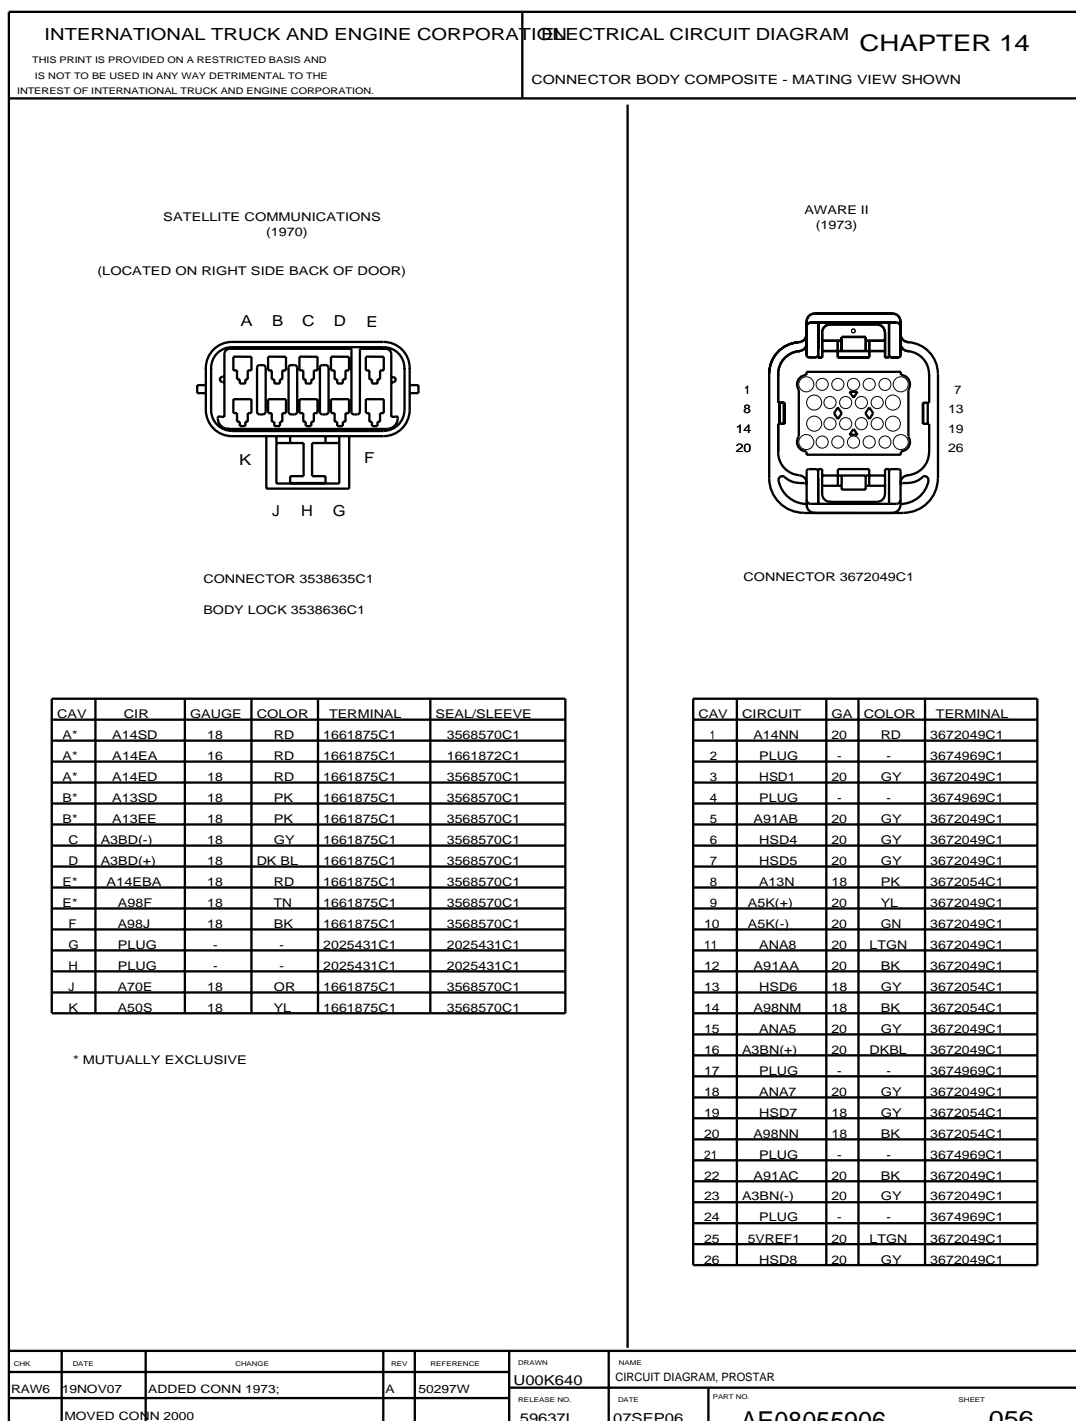 INTERNATIONAL TRUCK AND ENGINE CORPORATION
THIS PRINT IS PROVIDED ON A RESTRICTED BASIS AND
IS NOT TO BE USED IN ANY WAY DETRIMENTAL TO THE
INTEREST OF INTERNATIONAL TRUCK AND ENGINE CORPORATION.
ELECTRICAL CIRCUIT DIAGRAM CHAPTER 14
CONNECTOR BODY COMPOSITE - MATING VIEW SHOWN
SATELLITE COMMUNICATIONS
(1970)
(LOCATED ON RIGHT SIDE BACK OF DOOR)
A B C D E
K F
J H G
CONNECTOR 3538635C1
BODY LOCK 3538636C1
CAV CIR GAUGE COLOR TERMINAL SEAL/SLEEVE
A* A14SD 18 RD 1661875C1 3568570C1
A* A14EA 16 RD 1661875C1 1661872C1
A* A14ED 18 RD 1661875C1 3568570C1
B* A13SD 18 PK 1661875C1 3568570C1
B* A13EE 18 PK 1661875C1 3568570C1
C A3BD(-) 18 GY 1661875C1 3568570C1
D A3BD(+) 18 DK BL 1661875C1 3568570C1
E* A14EBA 18 RD 1661875C1 3568570C1
E* A98F 18 TN 1661875C1 3568570C1
F A98J 18 BK 1661875C1 3568570C1
G PLUG - - 2025431C1 2025431C1
H PLUG - - 2025431C1 2025431C1
J A70E 18 OR 1661875C1 3568570C1
K A50S 18 YL 1661875C1 3568570C1
* MUTUALLY EXCLUSIVE
AWARE II
(1973)
1 7
8 13
14 19
20 26
CONNECTOR 3672049C1
CAV CIRCUIT GA COLOR TERMINAL
1 A14NN 20 RD 3672049C1
2 PLUG - - 3674969C1
3 HSD1 20 GY 3672049C1
4 PLUG - - 3674969C1
5 A91AB 20 GY 3672049C1
6 HSD4 20 GY 3672049C1
7 HSD5 20 GY 3672049C1
8 A13N 18 PK 3672054C1
9 A5K(+) 20 YL 3672049C1
10 A5K(-) 20 GN 3672049C1
11 ANA8 20 LTGN 3672049C1
12 A91AA 20 BK 3672049C1
13 HSD6 18 GY 3672054C1
14 A98NM 18 BK 3672054C1
15 ANA5 20 GY 3672049C1
16 A3BN(+) 20 DKBL 3672049C1
17 PLUG - - 3674969C1
18 ANA7 20 GY 3672049C1
19 HSD7 18 GY 3672054C1
20 A98NN 18 BK 3672054C1
21 PLUG - - 3674969C1
22 A91AC 20 BK 3672049C1
23 A3BN(-) 20 GY 3672049C1
24 PLUG - - 3674969C1
25 5VREF1 20 LTGN 3672049C1
26 HSD8 20 GY 3672049C1
CHK DATE CHANGE REV REFERENCE
RAW6 19NOV07 ADDED CONN 1973; A 50297W
MOVED CONN 2000
DRAWN
U00K640
NAME
CIRCUIT DIAGRAM, PROSTAR
RELEASE NO.
DATE
07SEP06
PART NO.
AE08055906
SHEET
056